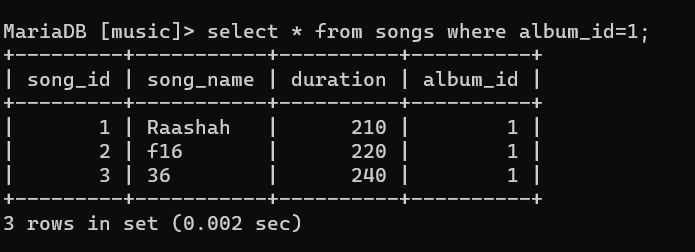 MariaDB [music]> select * from songs where album_id=1;
+---------+-----------+----------+----------+
| song_id | song_name | duration | album_id |
+---------+-----------+----------+----------+
|       1 | Raashah   |      210 |        1 |
|       2 | f16       |      220 |        1 |
|       3 | 36        |      240 |        1 |
+---------+-----------+----------+----------+
3 rows in set (0.002 sec)